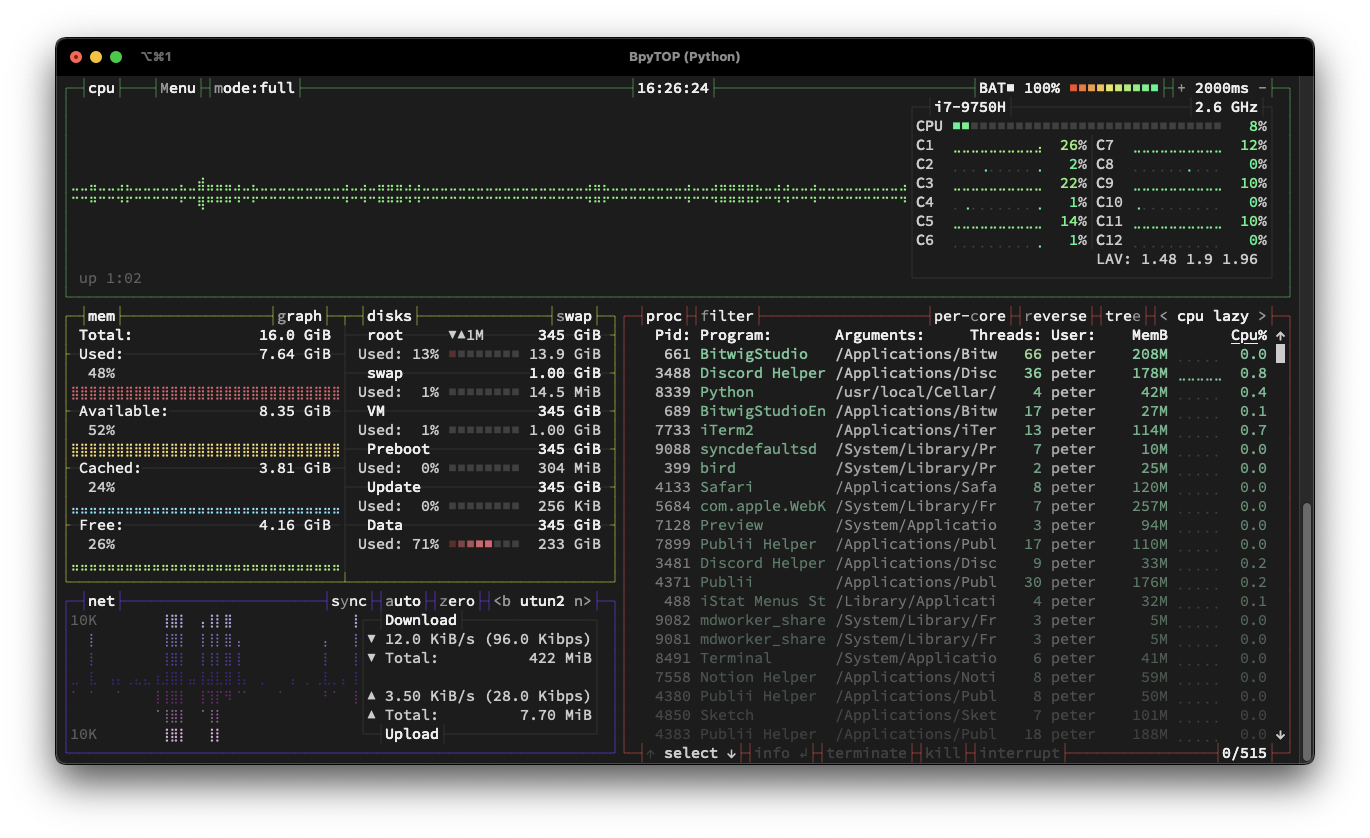 ⌥⌘1 BpyTOP (Python)
cpu Menu mode:full 16:26:24 BAT■ 100% + 2000ms −
i7-9750H 2.6 GHz
CPU 8%
C1 26% C7 12%
C2 2% C8 0%
C3 22% C9 10%
C4 1% C10 0%
C5 14% C11 10%
C6 1% C12 0%
LAV: 1.48 1.9 1.96
up 1:02
mem graph
Total: 16.0 GiB
Used: 7.64 GiB
48%
Available: 8.35 GiB
52%
Cached: 3.81 GiB
24%
Free: 4.16 GiB
26%
disks swap
root ▼▲1M 345 GiB
Used: 13% 13.9 GiB
swap 1.00 GiB
Used: 1% 14.5 MiB
VM 345 GiB
Used: 1% 1.00 GiB
Preboot 345 GiB
Used: 0% 304 MiB
Update 345 GiB
Used: 0% 256 KiB
Data 345 GiB
Used: 71% 233 GiB
net sync auto zero <b utun2 n>
10K
10K
Download
▼ 12.0 KiB/s (96.0 Kibps)
▼ Total: 422 MiB
▲ 3.50 KiB/s (28.0 Kibps)
▲ Total: 7.70 MiB
Upload
proc filter per-core reverse tree < cpu lazy >
Pid: Program: Arguments: Threads: User: MemB Cpu% ↑
661 BitwigStudio /Applications/Bitw 66 peter 208M 0.0
3488 Discord Helper /Applications/Disc 36 peter 178M 0.8
8339 Python /usr/local/Cellar/ 4 peter 42M 0.4
689 BitwigStudioEn /Applications/Bitw 17 peter 27M 0.1
7733 iTerm2 /Applications/iTer 13 peter 114M 0.7
9088 syncdefaultsd /System/Library/Pr 7 peter 10M 0.0
399 bird /System/Library/Pr 2 peter 25M 0.0
4133 Safari /Applications/Safa 8 peter 120M 0.0
5684 com.apple.WebK /System/Library/Fr 7 peter 257M 0.0
7128 Preview /System/Applicatio 3 peter 94M 0.0
7899 Publii Helper /Applications/Publ 17 peter 110M 0.0
3481 Discord Helper /Applications/Disc 9 peter 33M 0.2
4371 Publii /Applications/Publ 30 peter 176M 0.2
488 iStat Menus St /Library/Applicati 4 peter 32M 0.1
9082 mdworker_share /System/Library/Fr 3 peter 5M 0.0
9081 mdworker_share /System/Library/Fr 3 peter 5M 0.0
8491 Terminal /System/Applicatio 6 peter 41M 0.0
7558 Notion Helper /Applications/Noti 8 peter 59M 0.0
4380 Publii Helper /Applications/Publ 8 peter 50M 0.0
4850 Sketch /Applications/Sket 7 peter 101M 0.0
4383 Publii Helper /Applications/Publ 18 peter 188M 0.0 ↓
↑ select ↓ info ↲ terminate kill interrupt 0/515